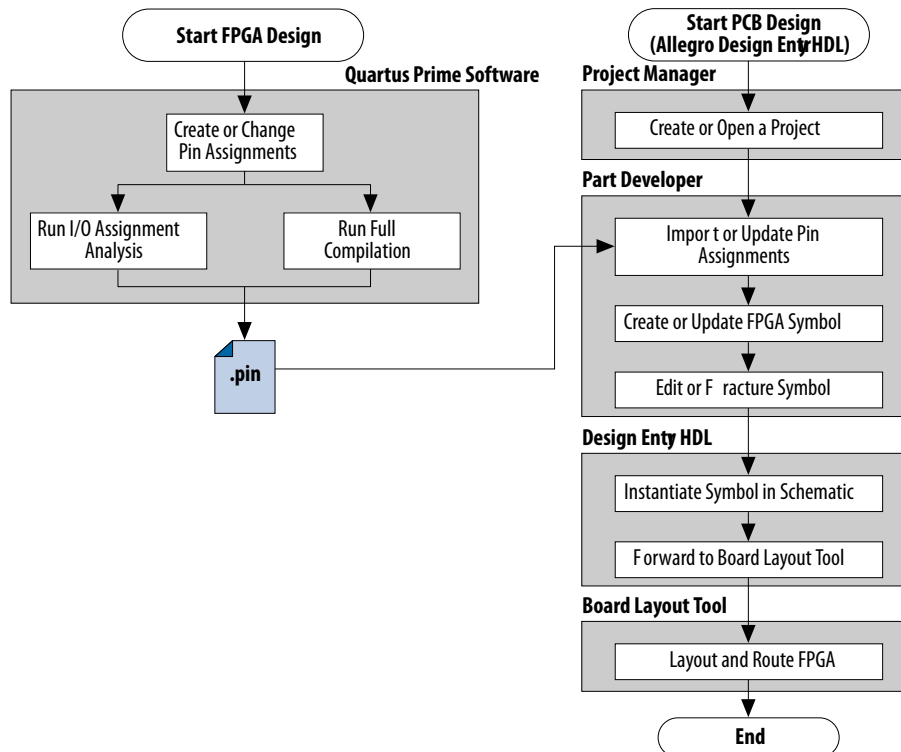 Start FPGA Design
Quartus Prime Software
Create or Change
Pin Assignments
Run I/O Assignment
Analysis
Run Full
Compilation
.pin
Start PCB Design
(Allegro Design EntyrHDL)
Project Manager
Create or Open a Project
Part Developer
Impor t or Update Pin
Assignments
Create or Update FPGA Symbol
Edit or F racture Symbol
Design Enty HDL
Instantiate Symbol in Schematic
F orward to Board Layout Tool
Board Layout Tool
Layout and Route FPGA
End